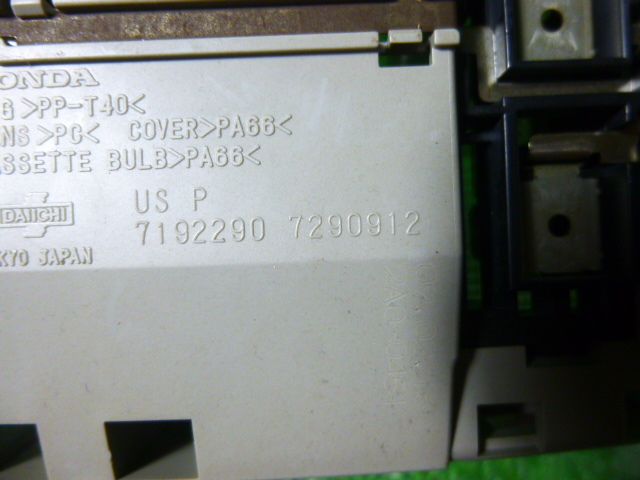 ONDA
G >PP-T40<
NS >PC< COVER>PA66<
ASSETTE BULB>PA66<
US P
DAIICHI
7192290 7290912
KYO JAPAN